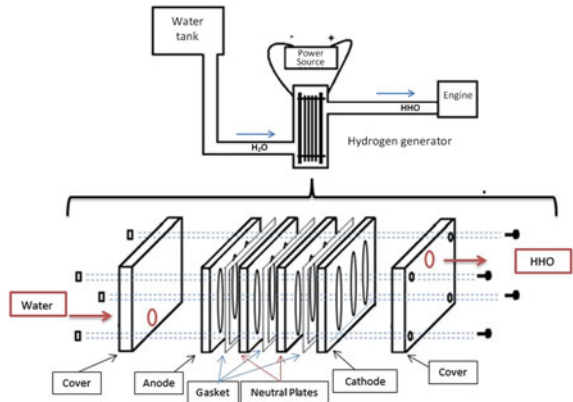 Water
tank
- +
Power
Source
Engine
HHO
H₂O
Hydrogen generator
HHO
Water
Cover
Anode
Gasket
Neutral Plates
Cathode
Cover